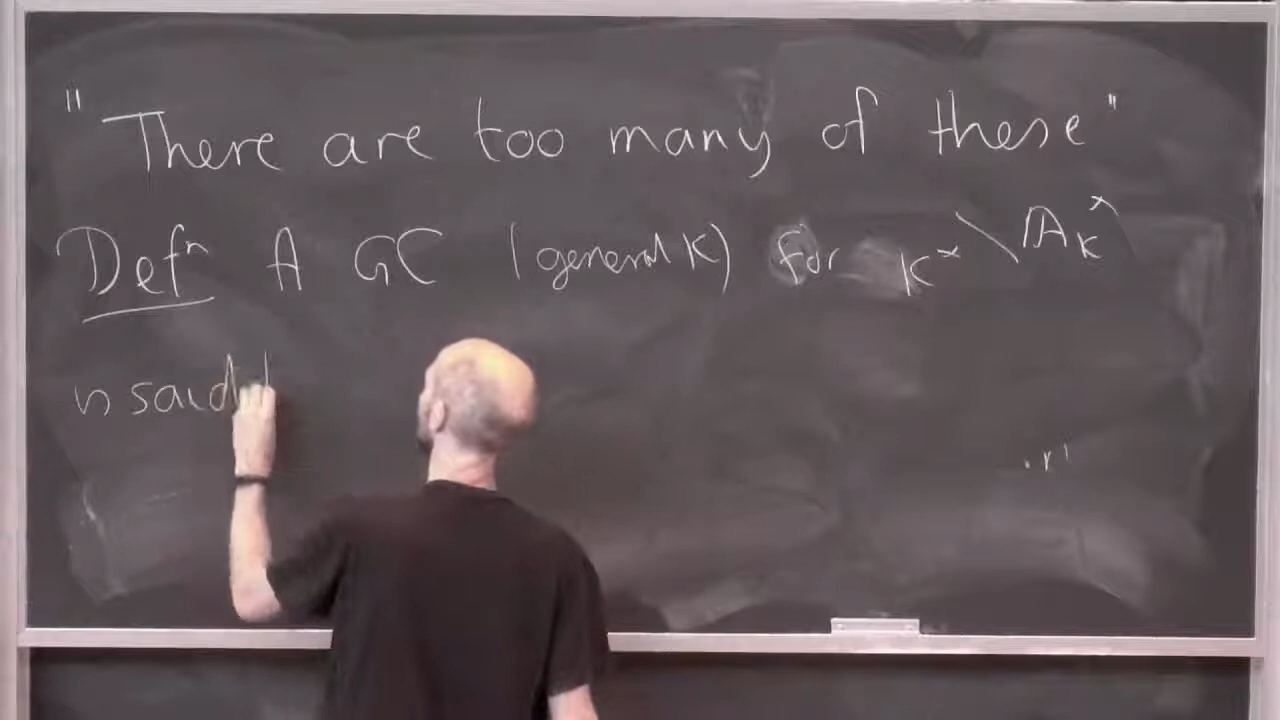 "There are too many of these"
Defⁿ A GC (general K) for K^× \ 𝔸_K^×
is said